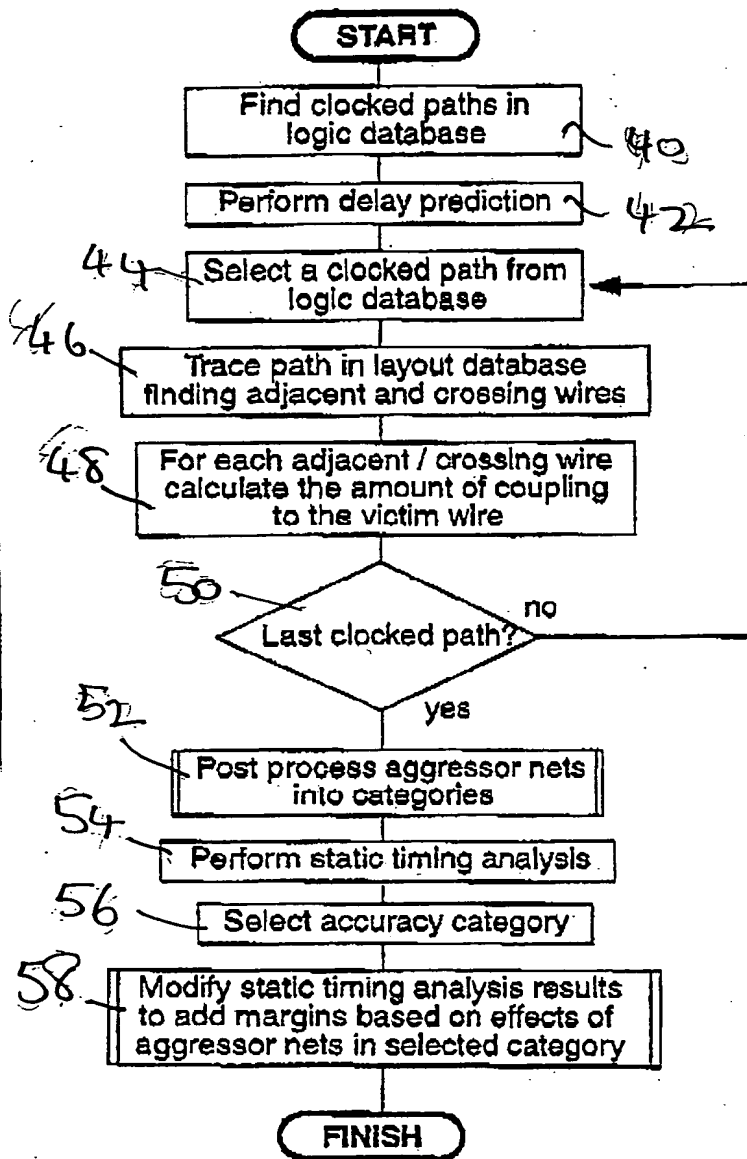 START
Find clocked paths in
logic database
40
Perform delay prediction
42
44
Select a clocked path from
logic database
46
Trace path in layout database
finding adjacent and crossing wires
48
For each adjacent / crossing wire
calculate the amount of coupling
to the victim wire
50
Last clocked path?
no
yes
52
Post process aggressor nets
into categories
54
Perform static timing analysis
56
Select accuracy category
58
Modify static timing analysis results
to add margins based on effects of
aggressor nets in selected category
FINISH